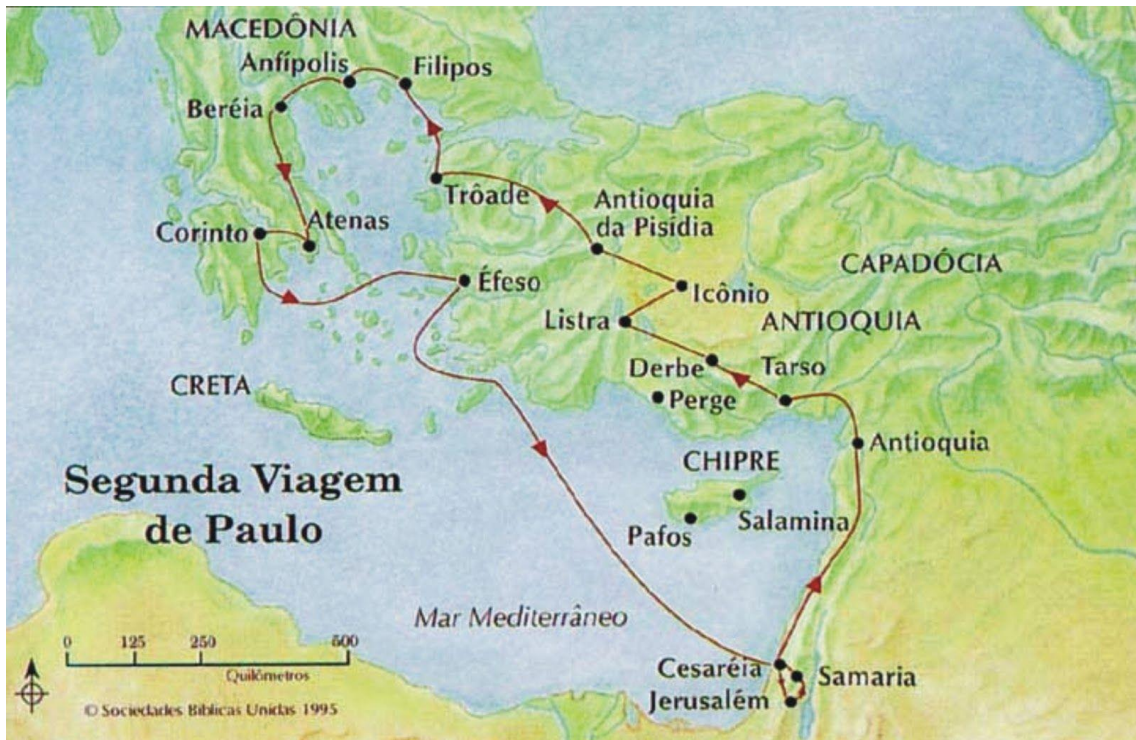 MACEDÔNIA
Anfípolis
Filipos
Beréia
Trôade
Antioquia
da Pisídia
Atenas
Corinto
CAPADÓCIA
Éfeso
Icônio
Listra
ANTIOQUIA
Derbe
Tarso
CRETA
Perge
Antioquia
CHIPRE
Segunda Viagem
de Paulo
Salamina
Pafos
Mar Mediterrâneo
0 125 250 500
Quilômetros
Cesaréia
Samaria
Jerusalém
© Sociedades Bíblicas Unidas 1995